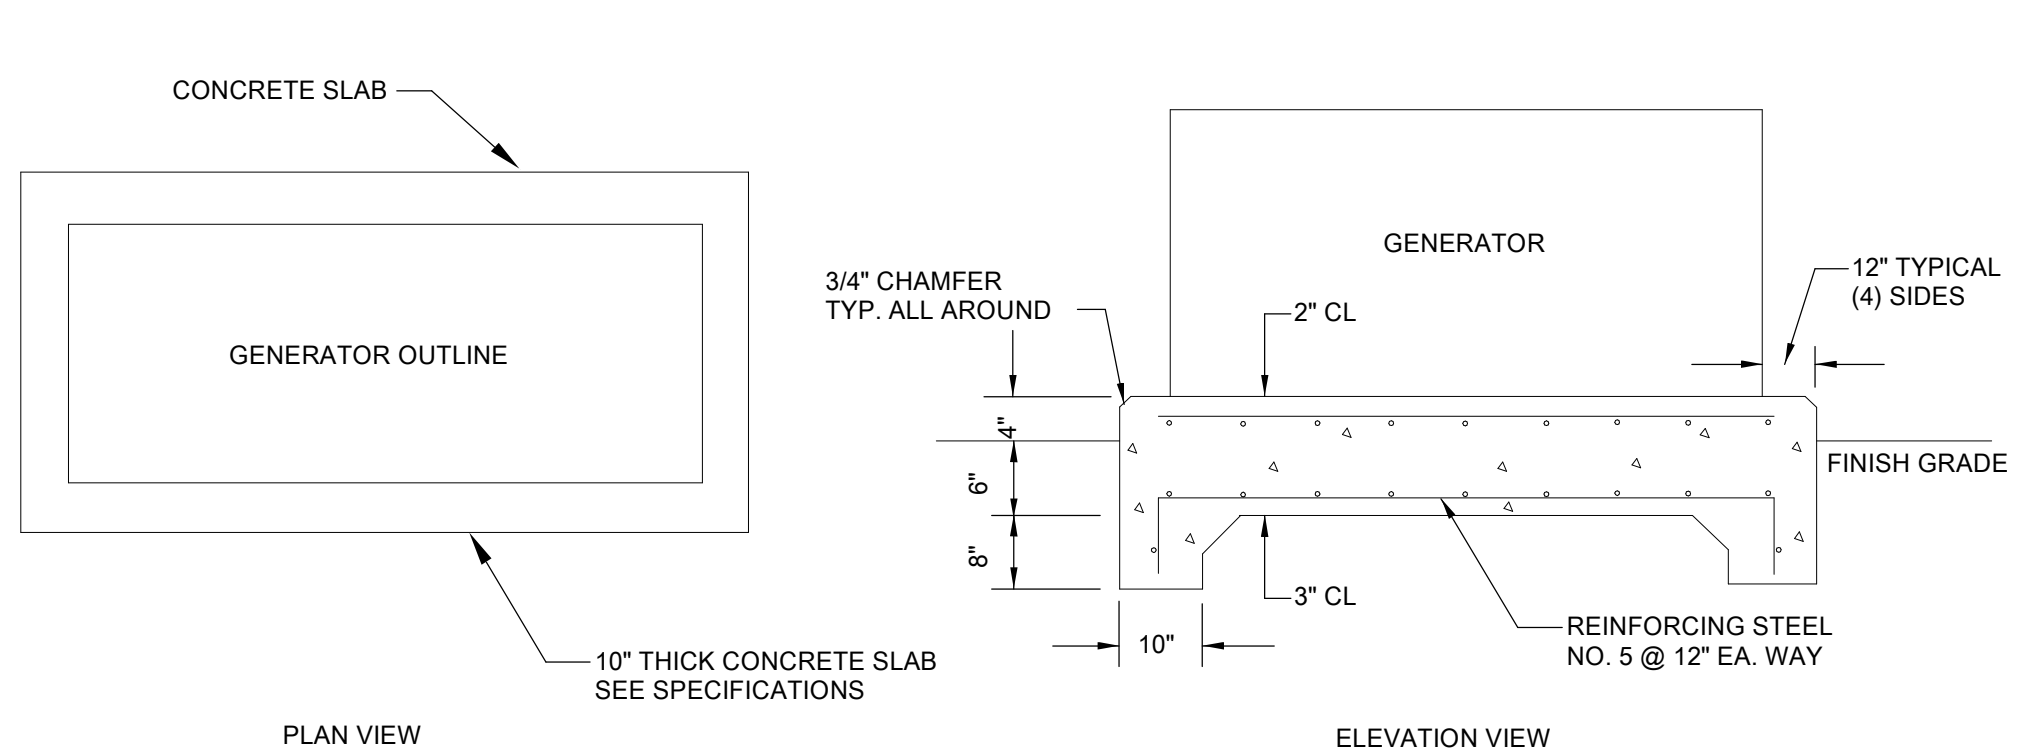 CONCRETE SLAB
GENERATOR OUTLINE
10" THICK CONCRETE SLAB
SEE SPECIFICATIONS
PLAN VIEW
GENERATOR
3/4" CHAMFER
TYP. ALL AROUND
2" CL
12" TYPICAL
(4) SIDES
4"
6"
8"
FINISH GRADE
3" CL
10"
REINFORCING STEEL
NO. 5 @ 12" EA. WAY
ELEVATION VIEW